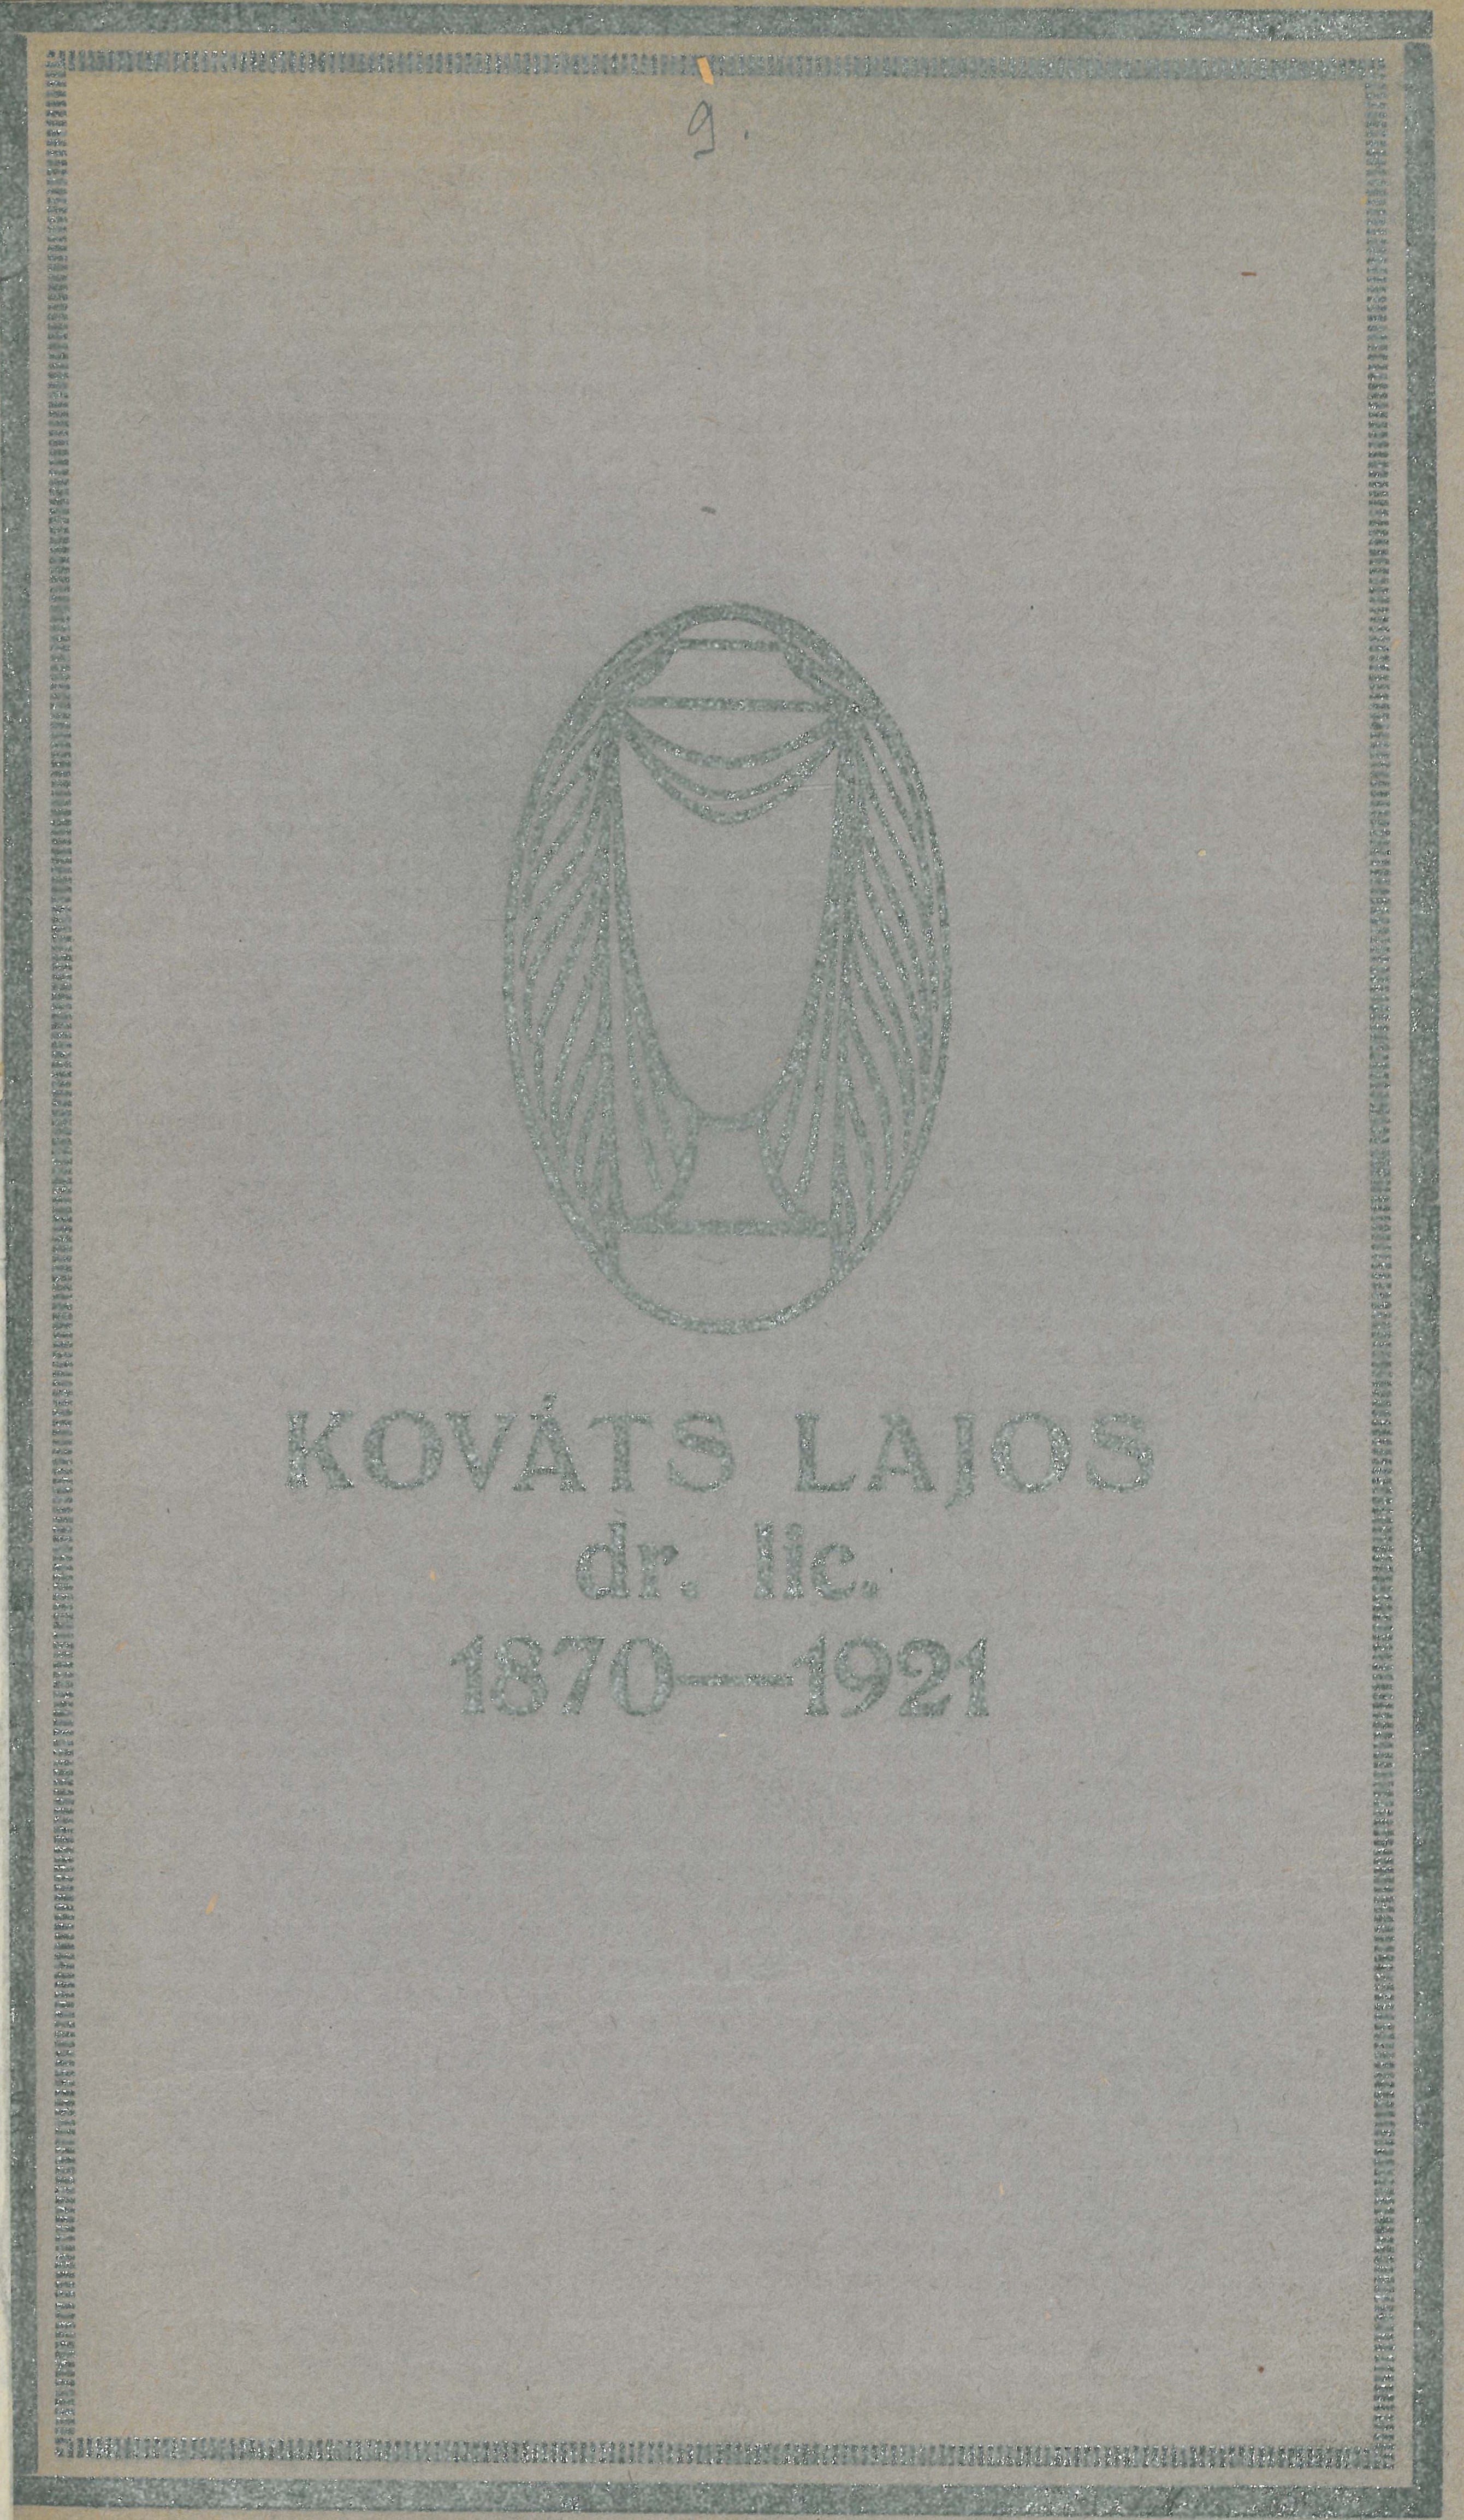 9.
KOVÁTS LAJOS
dr. lic.
1870—1921